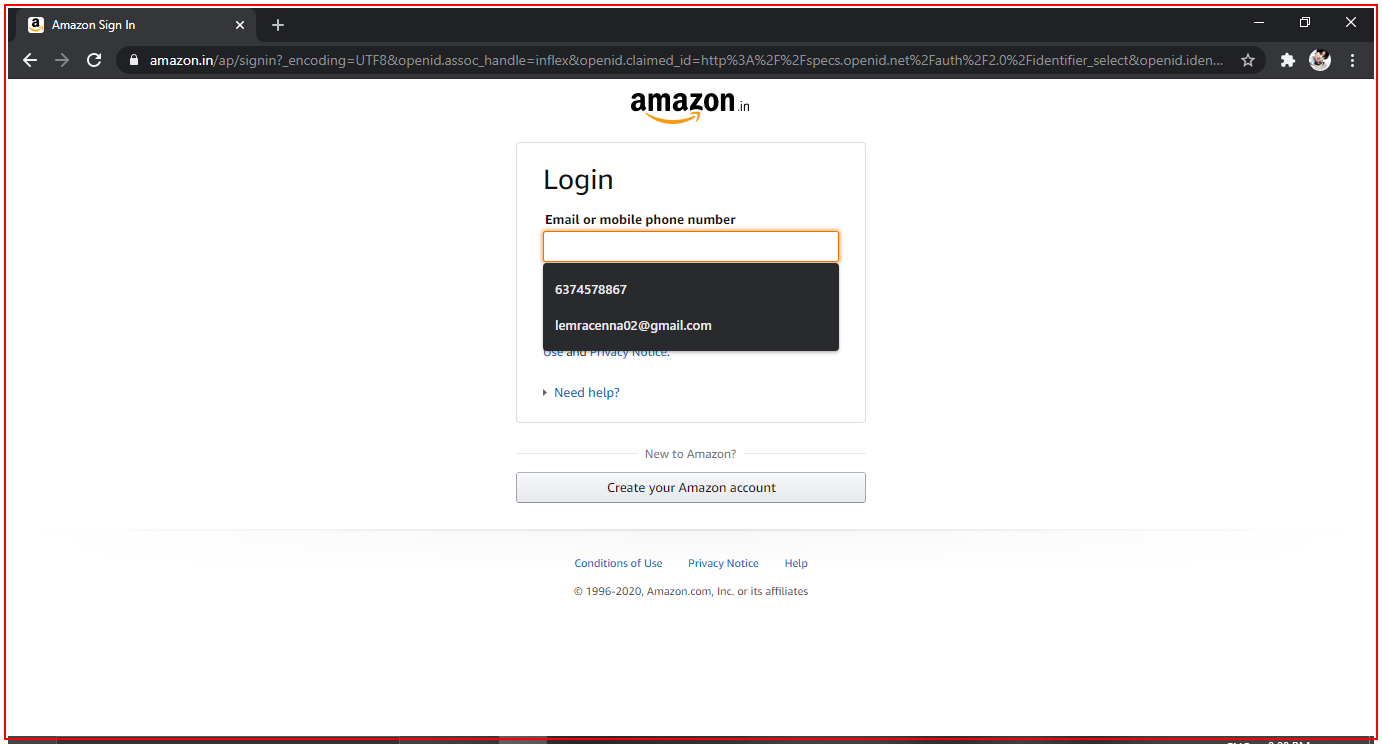 Amazon Sign In
amazon.in/ap/signin?_encoding=UTF8&openid.assoc_handle=inflex&openid.claimed_id=http%3A%2F%2Fspecs.openid.net%2Fauth%2F2.0%2Fidentifier_select&openid.iden...
amazon.in
Login
Email or mobile phone number
6374578867
lemracenna02@gmail.com
Use and Privacy Notice.
Need help?
New to Amazon?
Create your Amazon account
Conditions of Use Privacy Notice Help
© 1996-2020, Amazon.com, Inc. or its affiliates